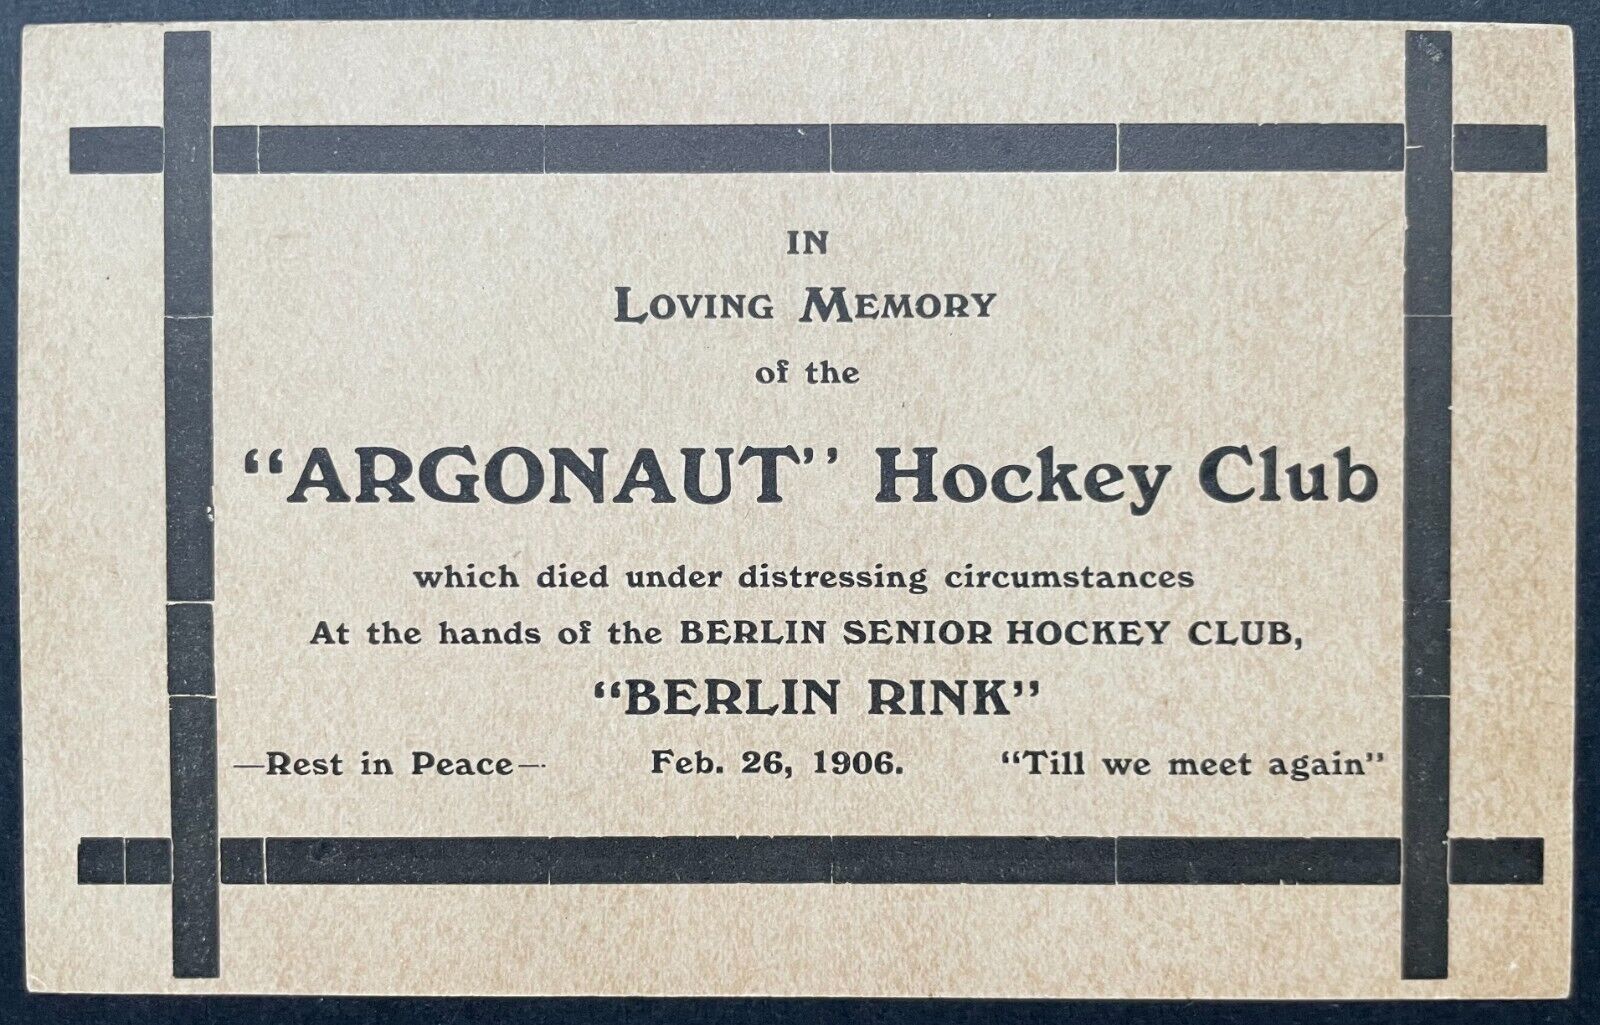 IN
LOVING MEMORY
of the
"ARGONAUT" Hockey Club
which died under distressing circumstances
At the hands of the BERLIN SENIOR HOCKEY CLUB,
"BERLIN RINK"
—Rest in Peace— Feb. 26, 1906. "Till we meet again"